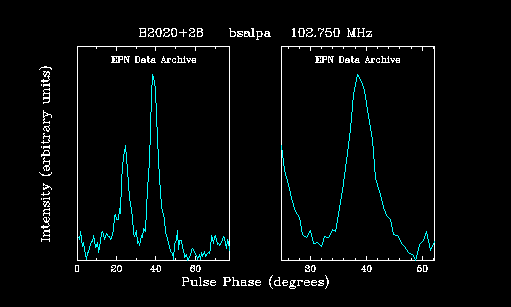 B2020+28 bsalpa 102.750 MHz
EPN Data Archive EPN Data Archive
Intensity (arbitrary units)
0 20 40 60 30 40 50
Pulse Phase (degrees)